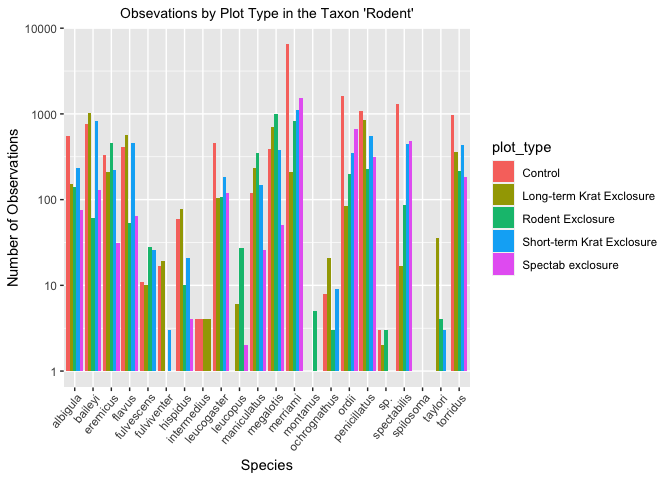 Obsevations by Plot Type in the Taxon 'Rodent'
Number of Observations
10000
1000
100
10
1
albigula
baileyi
eremicus
flavus
fulvescens
fulviventer
hispidus
intermedius
leucogaster
leucopus
maniculatus
megalotis
merriami
montanus
ochrognathus
ordii
penicillatus
sp.
spectabilis
spilosoma
taylori
torridus
Species
plot_type
Control
Long-term Krat Exclosure
Rodent Exclosure
Short-term Krat Exclosure
Spectab exclosure